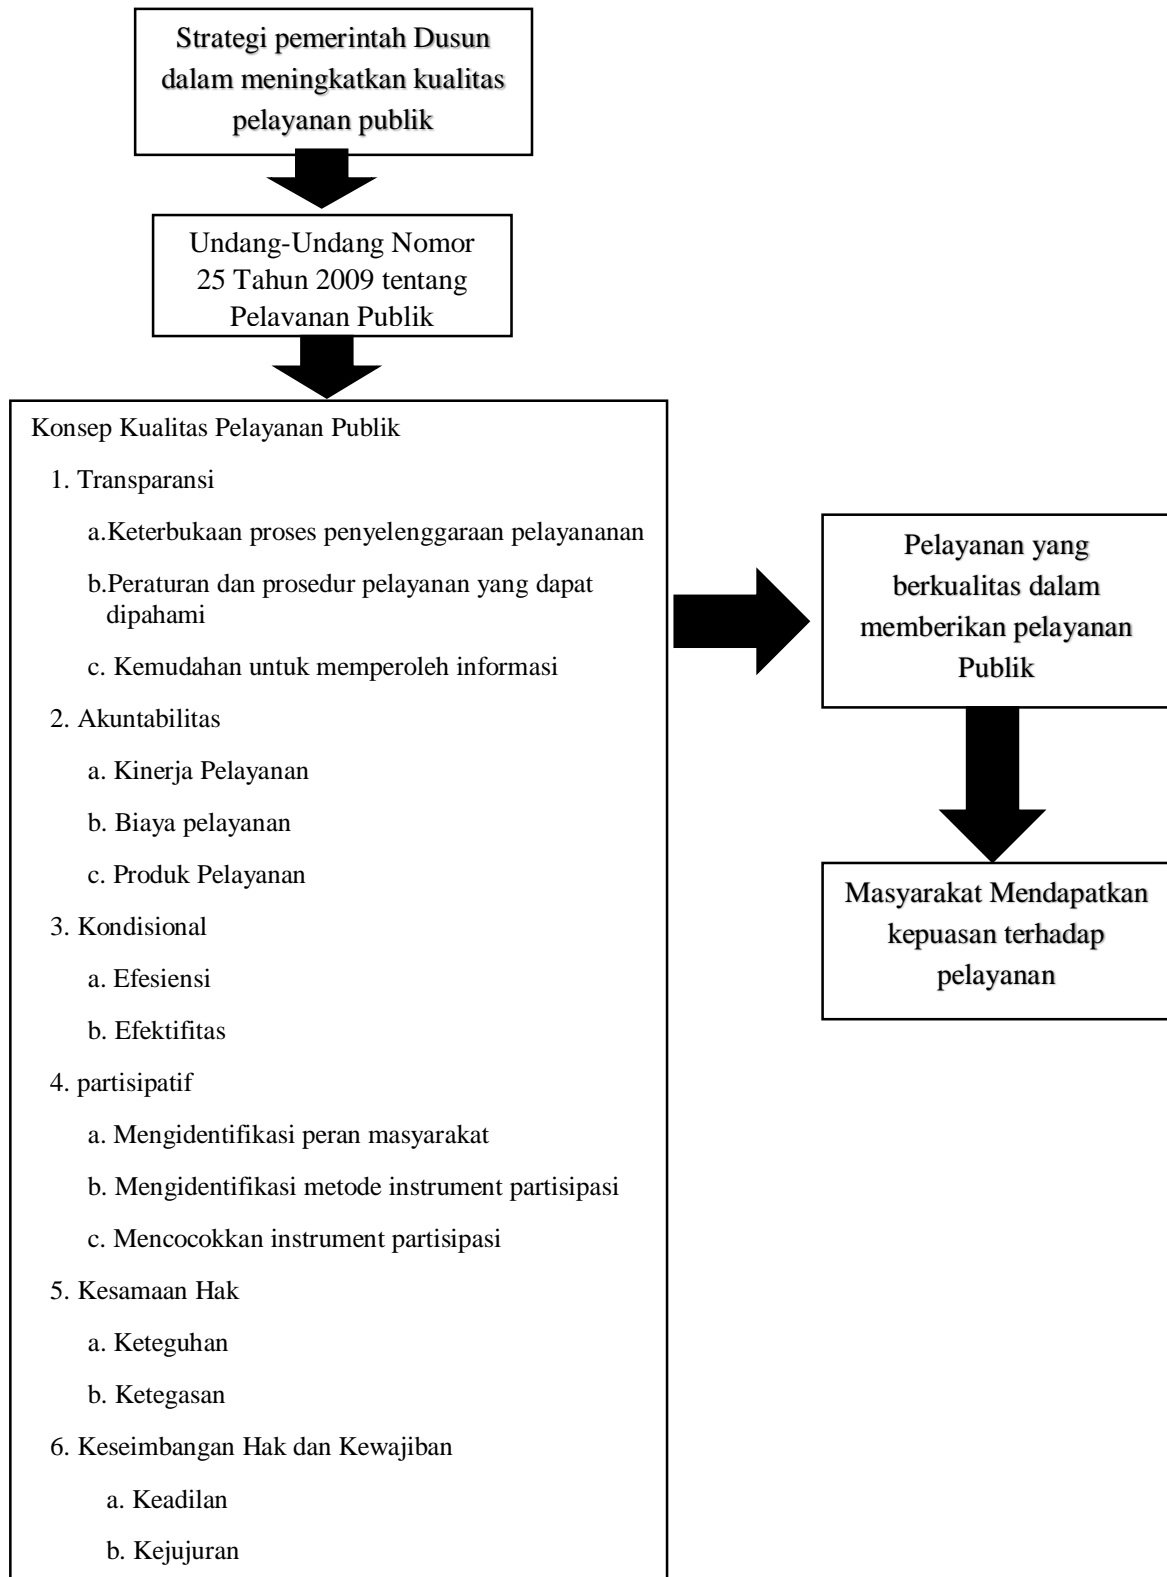 Strategi pemerintah Dusun
dalam meningkatkan kualitas
pelayanan publik
Undang-Undang Nomor
25 Tahun 2009 tentang
Pelayanan Publik
Konsep Kualitas Pelayanan Publik
1. Transparansi
a.Keterbukaan proses penyelenggaraan pelayananan
b.Peraturan dan prosedur pelayanan yang dapat
dipahami
c. Kemudahan untuk memperoleh informasi
2. Akuntabilitas
a. Kinerja Pelayanan
b. Biaya pelayanan
c. Produk Pelayanan
3. Kondisional
a. Efesiensi
b. Efektifitas
4. partisipatif
a. Mengidentifikasi peran masyarakat
b. Mengidentifikasi metode instrument partisipasi
c. Mencocokkan instrument partisipasi
5. Kesamaan Hak
a. Keteguhan
b. Ketegasan
6. Keseimbangan Hak dan Kewajiban
a. Keadilan
b. Kejujuran
Pelayanan yang
berkualitas dalam
memberikan pelayanan
Publik
Masyarakat Mendapatkan
kepuasan terhadap
pelayanan